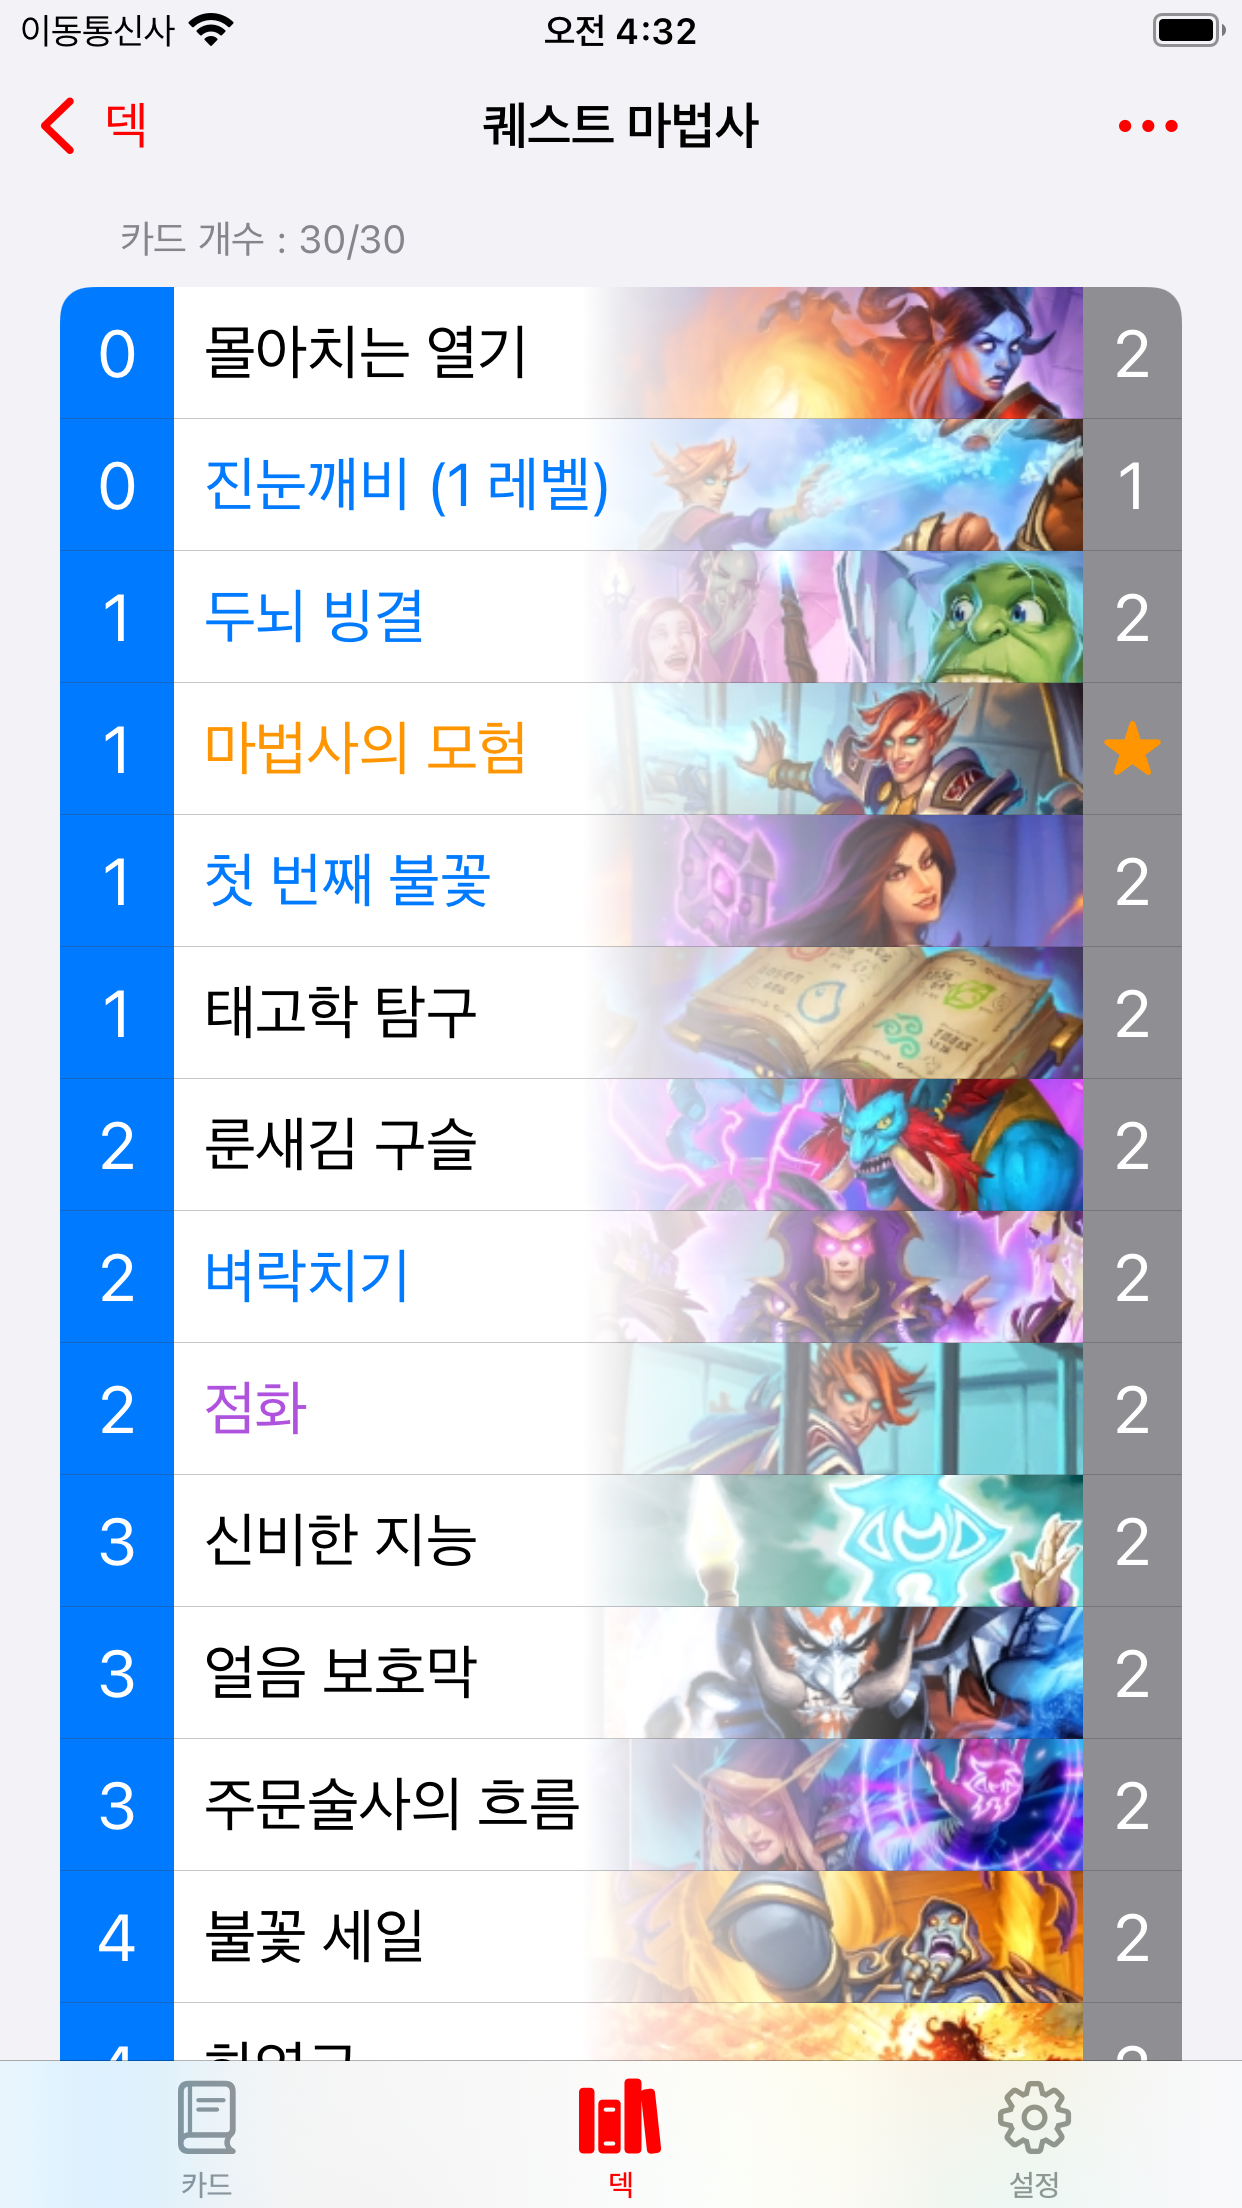 이동통신사
오전 4:32
덱
퀘스트 마법사
카드 개수 : 30/30
0 몰아치는 열기 2
0 진눈깨비 (1 레벨) 1
1 두뇌 빙결 2
1 마법사의 모험
1 첫 번째 불꽃 2
1 태고학 탐구 2
2 룬새김 구슬 2
2 벼락치기 2
2 점화 2
3 신비한 지능 2
3 얼음 보호막 2
3 주문술사의 흐름 2
4 불꽃 세일 2
4 화염구 2
카드
덱
설정